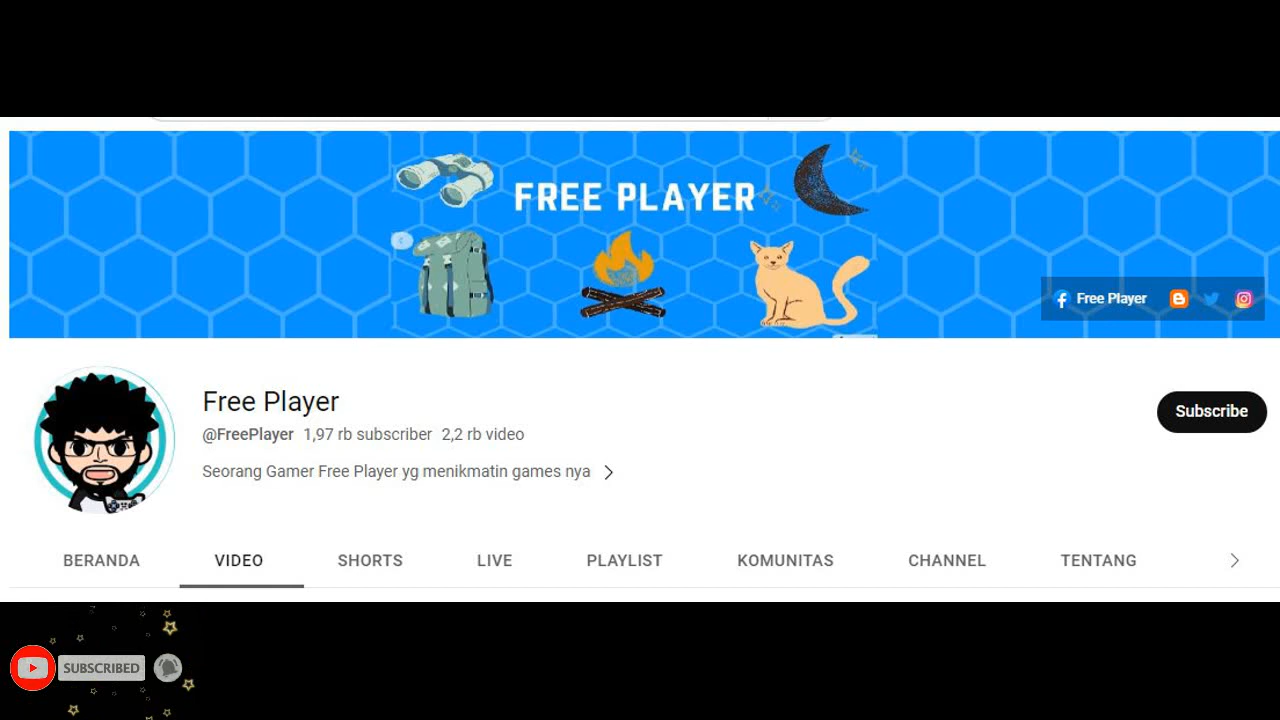 FREE PLAYER
Free Player
Free Player
Subscribe
@FreePlayer 1,97 rb subscriber 2,2 rb video
Seorang Gamer Free Player yg menikmatin games nya
BERANDA VIDEO SHORTS LIVE PLAYLIST KOMUNITAS CHANNEL TENTANG
SUBSCRIBED